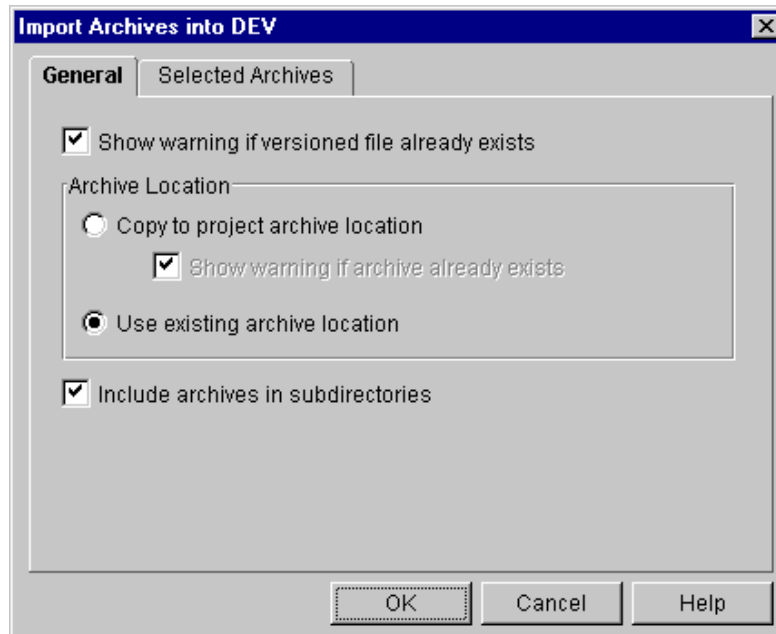 Import Archives into DEV
General Selected Archives
Show warning if versioned file already exists
Archive Location
Copy to project archive location
Show warning if archive already exists
Use existing archive location
Include archives in subdirectories
OK Cancel Help